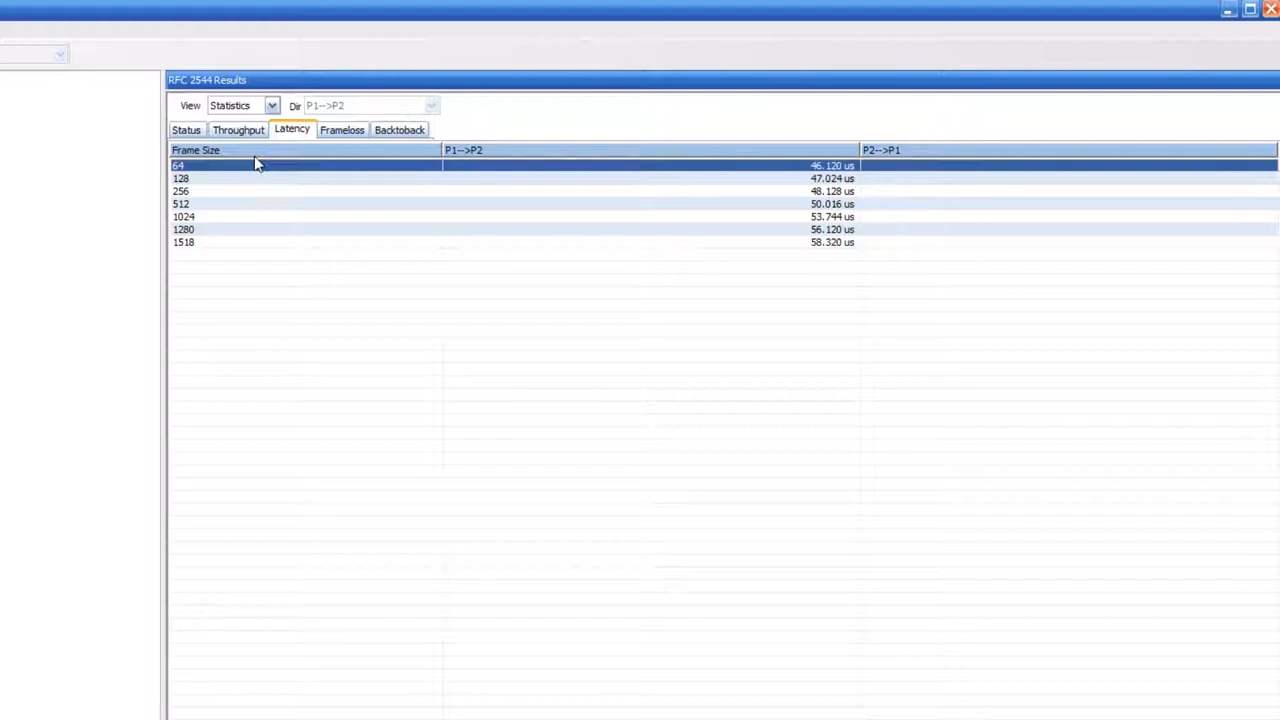 RFC 2544 Results
View Statistics Dir P1-->P2
Status Throughput Latency Frameloss Backtoback
Frame Size P1-->P2 P2-->P1
64 46.120 us
128 47.024 us
256 48.128 us
512 50.016 us
1024 53.744 us
1280 56.120 us
1518 58.320 us